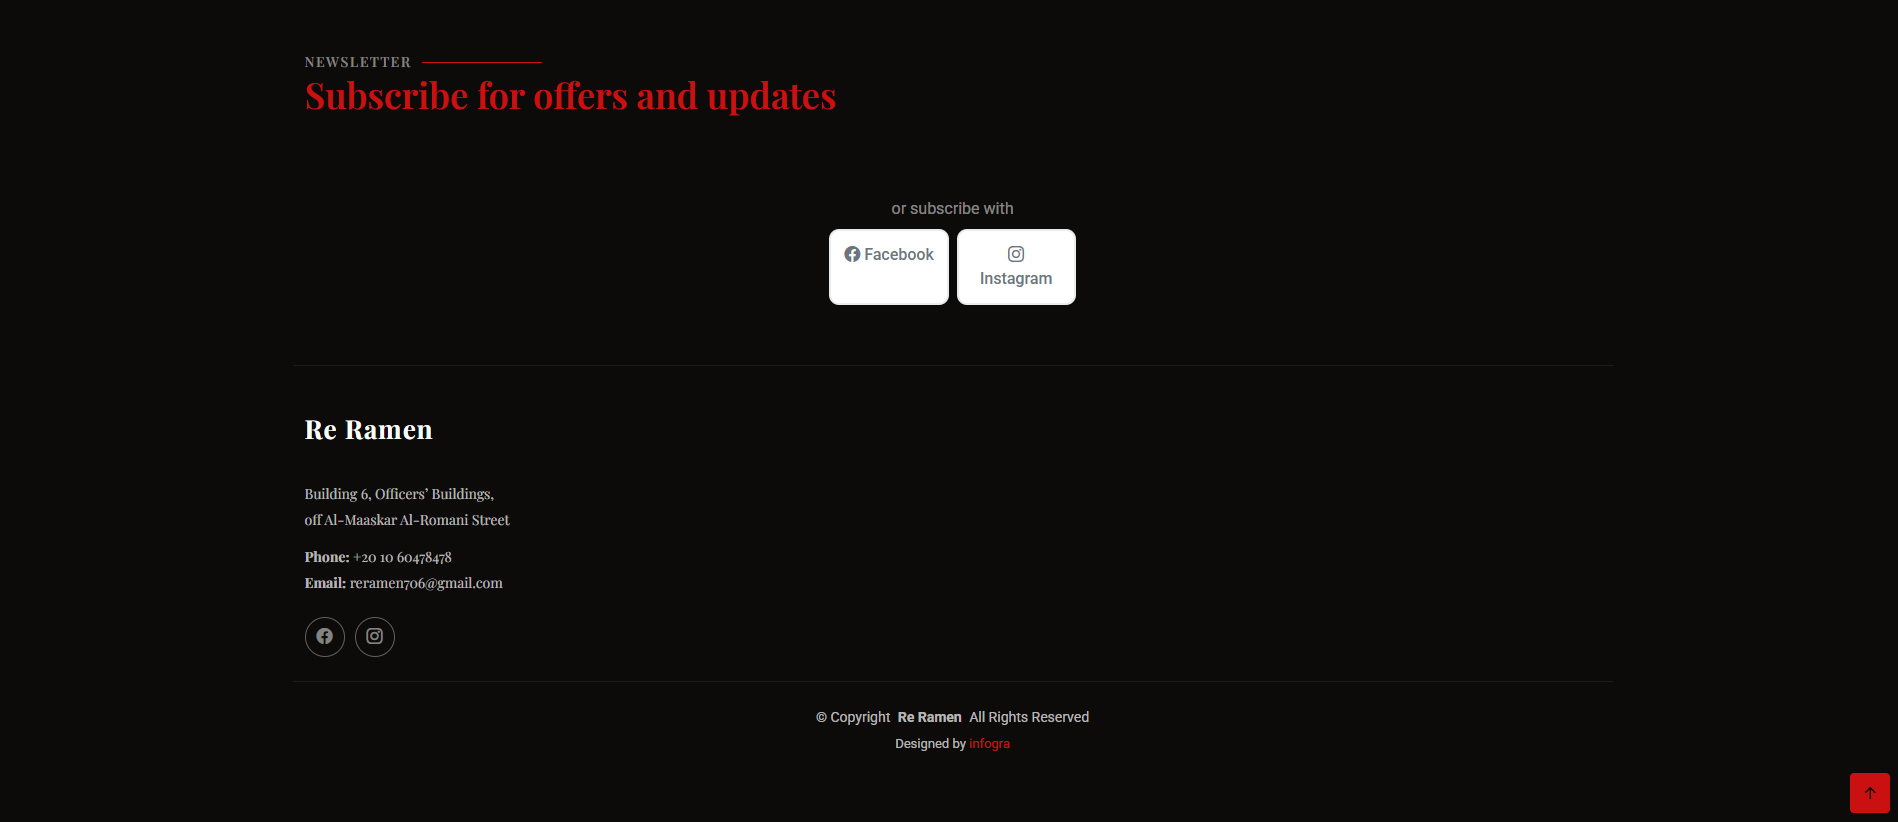 NEWSLETTER
Subscribe for offers and updates
or subscribe with
Facebook
Instagram
Re Ramen
Building 6, Officers’ Buildings,
off Al-Maaskar Al-Romani Street
Phone: +20 10 60478478
Email: reramen706@gmail.com
© Copyright Re Ramen All Rights Reserved
Designed by infogra